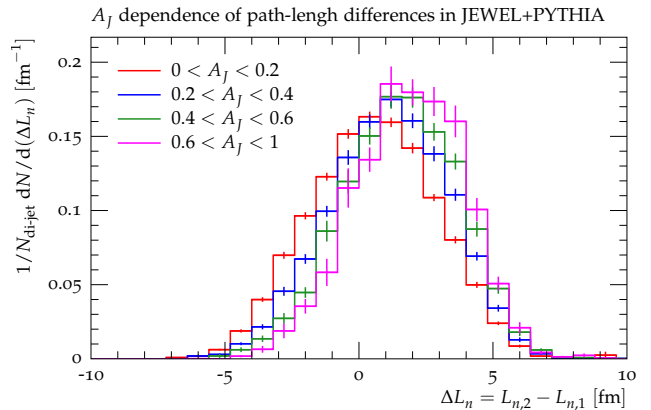 A_J dependence of path-lengh differences in JEWEL+PYTHIA
1/N_di-jet dN/d(ΔL_n) [fm⁻¹]
0.2
0.15
0.1
0.05
0
0 < A_J < 0.2
0.2 < A_J < 0.4
0.4 < A_J < 0.6
0.6 < A_J < 1
-10 -5 0 5 10
ΔL_n = L_n,2 − L_n,1 [fm]